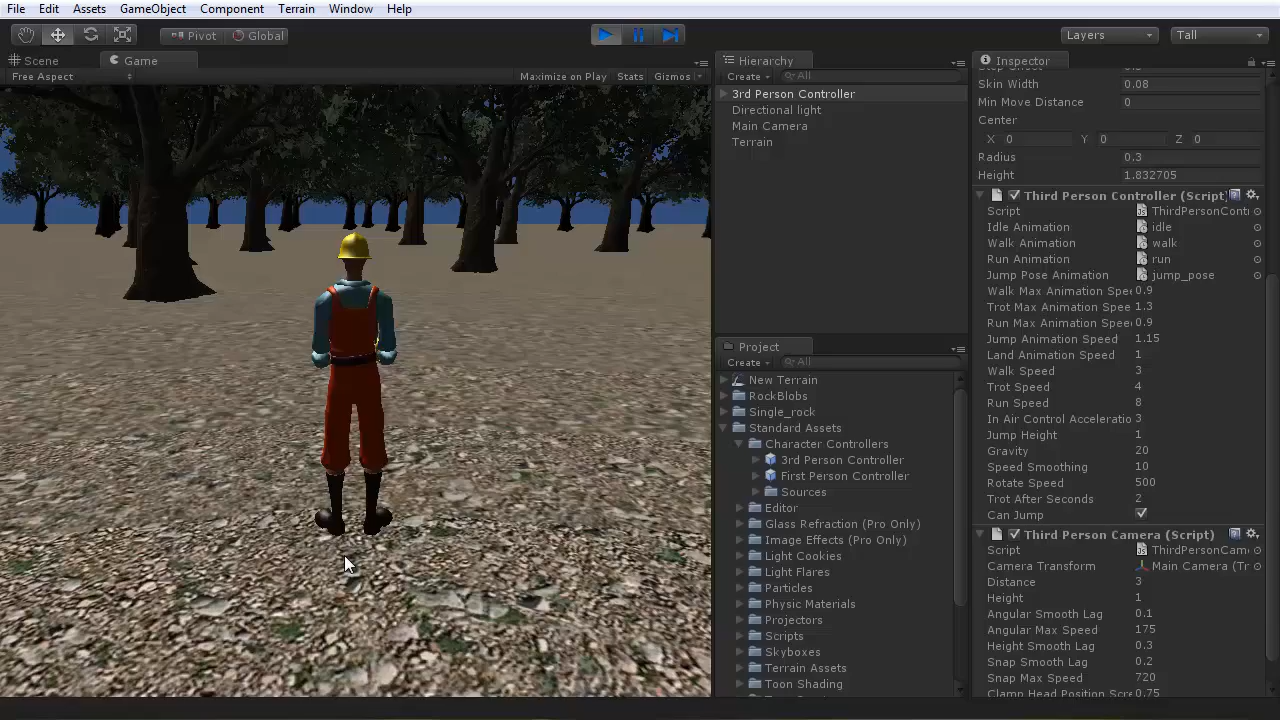 File Edit Assets GameObject Component Terrain Window Help
Pivot Global Layers Tall
Scene Game
Free Aspect Maximize on Play Stats Gizmos
Hierarchy
Create All
3rd Person Controller
Directional light
Main Camera
Terrain
Project
Create All
New Terrain
RockBlobs
Single_rock
Standard Assets
Character Controllers
3rd Person Controller
First Person Controller
Sources
Editor
Glass Refraction (Pro Only)
Image Effects (Pro Only)
Light Cookies
Light Flares
Particles
Physic Materials
Projectors
Scripts
Skyboxes
Terrain Assets
Toon Shading
Inspector
Skin Width 0.08
Min Move Distance 0
Center
X 0 Y 0 Z 0
Radius 0.3
Height 1.832705
Third Person Controller (Script)
Script ThirdPersonContr
Idle Animation idle
Walk Animation walk
Run Animation run
Jump Pose Animation jump_pose
Walk Max Animation Spee 0.9
Trot Max Animation Spee 1.3
Run Max Animation Spee 0.9
Jump Animation Speed 1.15
Land Animation Speed 1
Walk Speed 3
Trot Speed 4
Run Speed 8
In Air Control Acceleratio 3
Jump Height 1
Gravity 20
Speed Smoothing 10
Rotate Speed 500
Trot After Seconds 2
Can Jump
Third Person Camera (Script)
Script ThirdPersonCame
Camera Transform Main Camera (Tr
Distance 3
Height 1
Angular Smooth Lag 0.1
Angular Max Speed 175
Height Smooth Lag 0.3
Snap Smooth Lag 0.2
Snap Max Speed 720
Clamp Head Position Scre 0.75